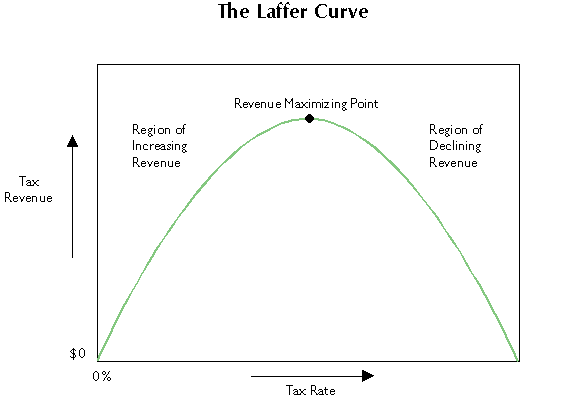 The Laffer Curve
Revenue Maximizing Point
Region of
Increasing
Revenue
Region of
Declining
Revenue
Tax
Revenue
$0
0%
Tax Rate